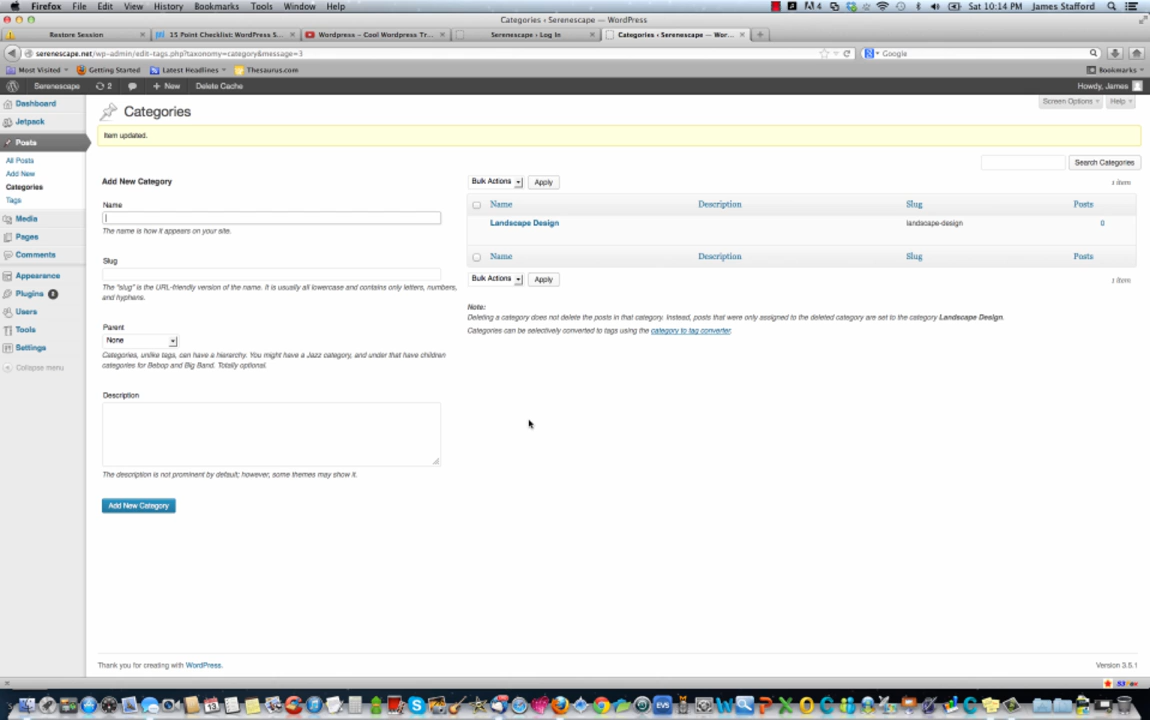 Firefox File Edit View History Bookmarks Tools Window Help 4 Sat 10:14 PM James Stafford
Categories ‹ Serenescape — WordPress
Restore Session 15 Point Checklist: WordPress S... Wordpress – Cool Wordpress Tr... Serenescape › Log In Categories ‹ Serenescape — Wor...
serenescape.net/wp-admin/edit-tags.php?taxonomy=category&message=3 Google
Most Visited Getting Started Latest Headlines Thesaurus.com Bookmarks
Serenescape 2 + New Delete Cache Howdy, James
Screen Options Help
Dashboard
Jetpack
Posts
All Posts
Add New
Categories
Tags
Media
Pages
Comments
Appearance
Plugins
Users
Tools
Settings
Collapse menu
Categories
Item updated.
Search Categories
Add New Category
Name
The name is how it appears on your site.
Slug
The "slug" is the URL-friendly version of the name. It is usually all lowercase and contains only letters, numbers,
and hyphens.
Parent
None
Categories, unlike tags, can have a hierarchy. You might have a Jazz category, and under that have children
categories for Bebop and Big Band. Totally optional.
Description
The description is not prominent by default; however, some themes may show it.
Add New Category
Bulk Actions Apply 1 item
Name Description Slug Posts
Landscape Design landscape-design 0
Name Description Slug Posts
Bulk Actions Apply 1 item
Note:
Deleting a category does not delete the posts in that category. Instead, posts that were only assigned to the deleted category are set to the category Landscape Design.
Categories can be selectively converted to tags using the category to tag converter.
Thank you for creating with WordPress. Version 3.5.1
53
13
EVS